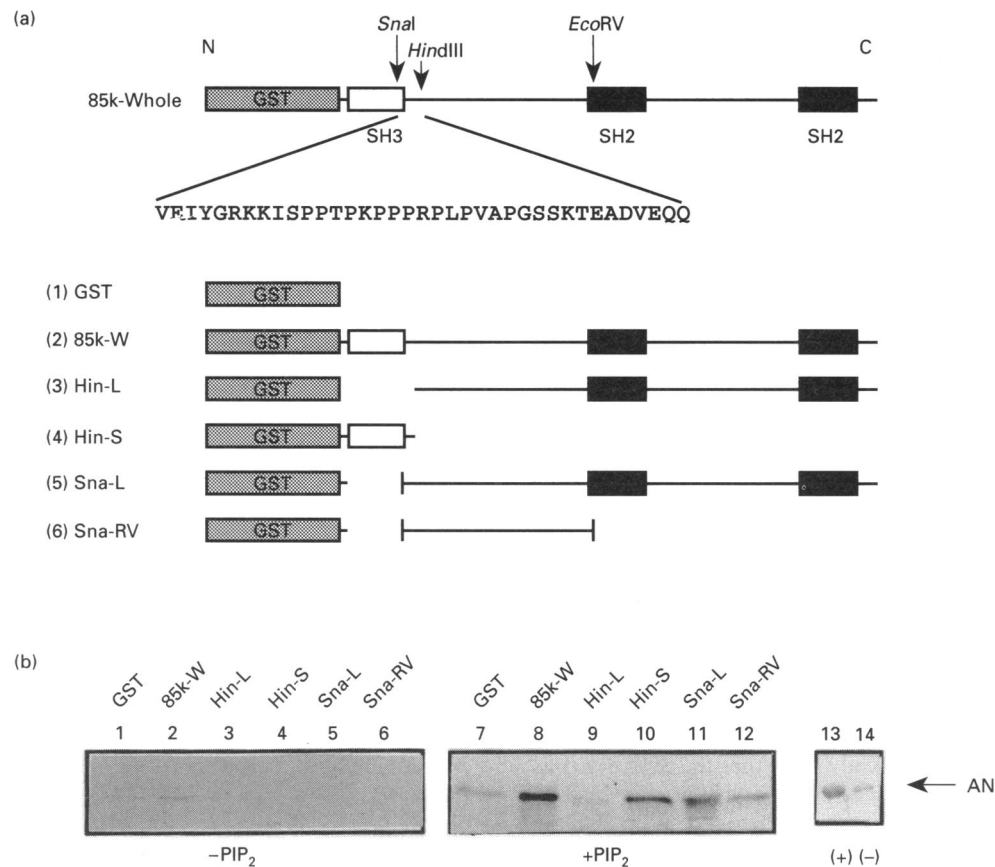 (a)
SnaI
HindIII
EcoRV
N
C
85k-Whole
GST
SH3
SH2
SH2
VEIYGRKKISPPTPKPPPRPLPVAPGSSKTEADVEQQ
(1) GST
GST
(2) 85k-W
GST
(3) Hin-L
GST
(4) Hin-S
GST
(5) Sna-L
GST
(6) Sna-RV
GST
(b)
GST 85k-W Hin-L Hin-S Sna-L Sna-RV
1 2 3 4 5 6
GST 85k-W Hin-L Hin-S Sna-L Sna-RV
7 8 9 10 11 12
13 14
AN
−PIP2
+PIP2
(+) (−)